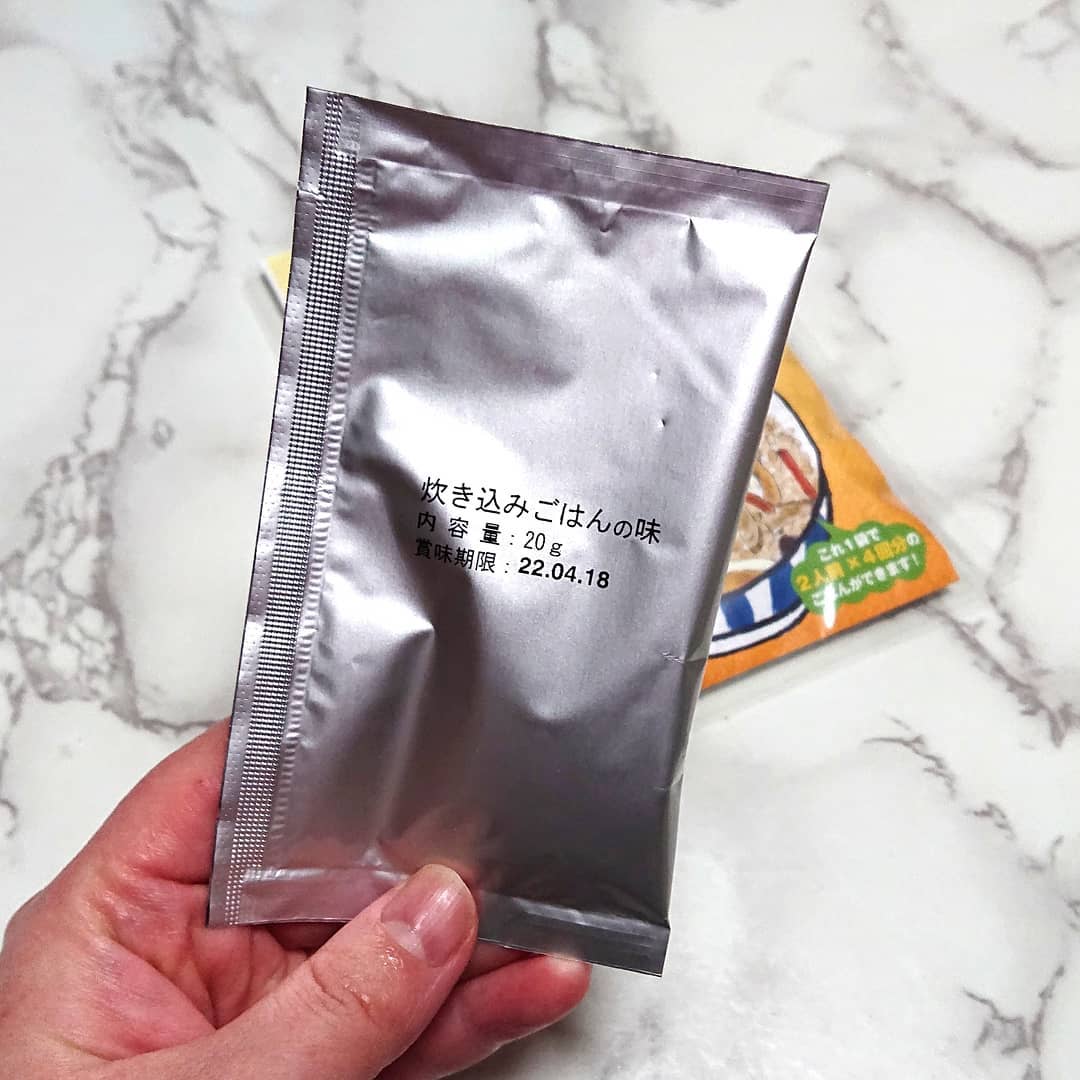 炊き込みごはんの味
内容量：20g
賞味期限：22.04.18
これ1袋で
2人分×4回分の
ごはんができます！